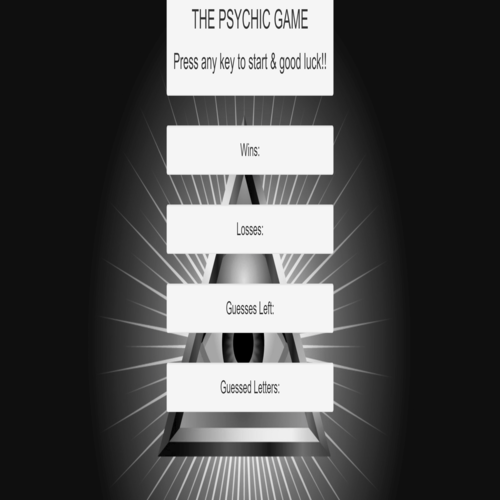 THE PSYCHIC GAME
Press any key to start & good luck!!
Wins:
Losses:
Guesses Left:
Guessed Letters: